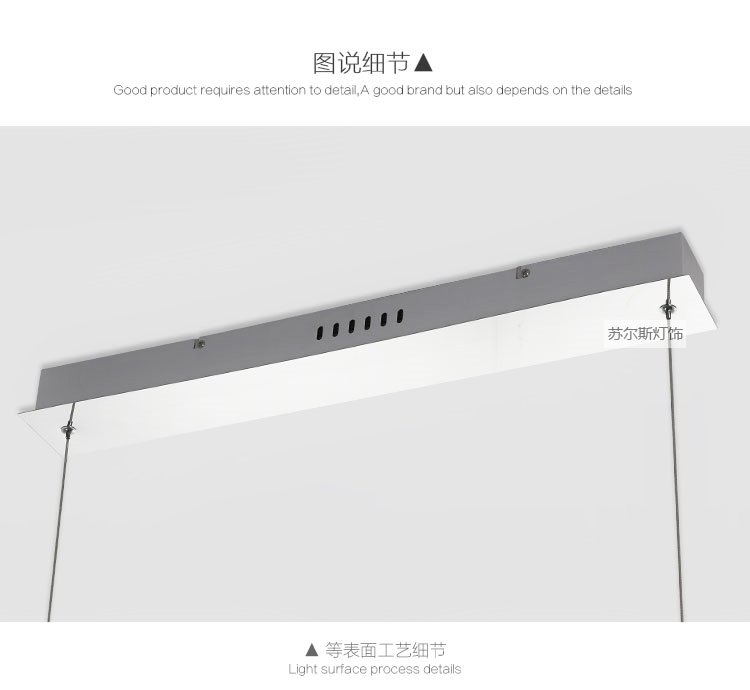 图说细节▲
Good product requires attention to detail,A good brand but also depends on the details
苏尔斯灯饰
▲ 等表面工艺细节
Light surface process details